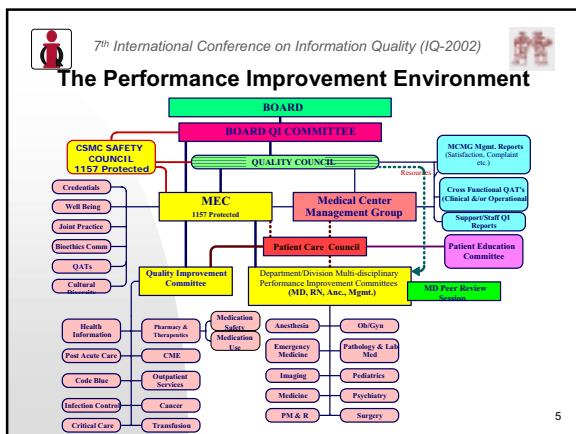 7th International Conference on Information Quality (IQ-2002)
The Performance Improvement Environment
BOARD
BOARD QI COMMITTEE
CSMC SAFETY
COUNCIL
1157 Protected
QUALITY COUNCIL
MCMG Mgmt. Reports
(Satisfaction, Complaint
etc.)
Resources
Credentials
Well Being
Joint Practice
Bioethics Comm
QATs
Cultural
Diversity
MEC
1157 Protected
Medical Center
Management Group
Cross Functional QAT's
(Clinical &/or Operational
Support/Staff QI
Reports
Patient Care Council
Patient Education
Committee
Quality Improvement
Committee
Department/Division Multi-disciplinary
Performance Improvement Committees
(MD, RN, Anc., Mgmt.)
MD Peer Review
Session
Health
Information
Pharmacy &
Therapeutics
Medication
Safety
Medication
Use
Post Acute Care
CME
Code Blue
Outpatient
Services
Infection Control
Cancer
Critical Care
Transfusion
Anesthesia
Ob/Gyn
Emergency
Medicine
Pathology & Lab
Med
Imaging
Pediatrics
Medicine
Psychiatry
PM & R
Surgery
5